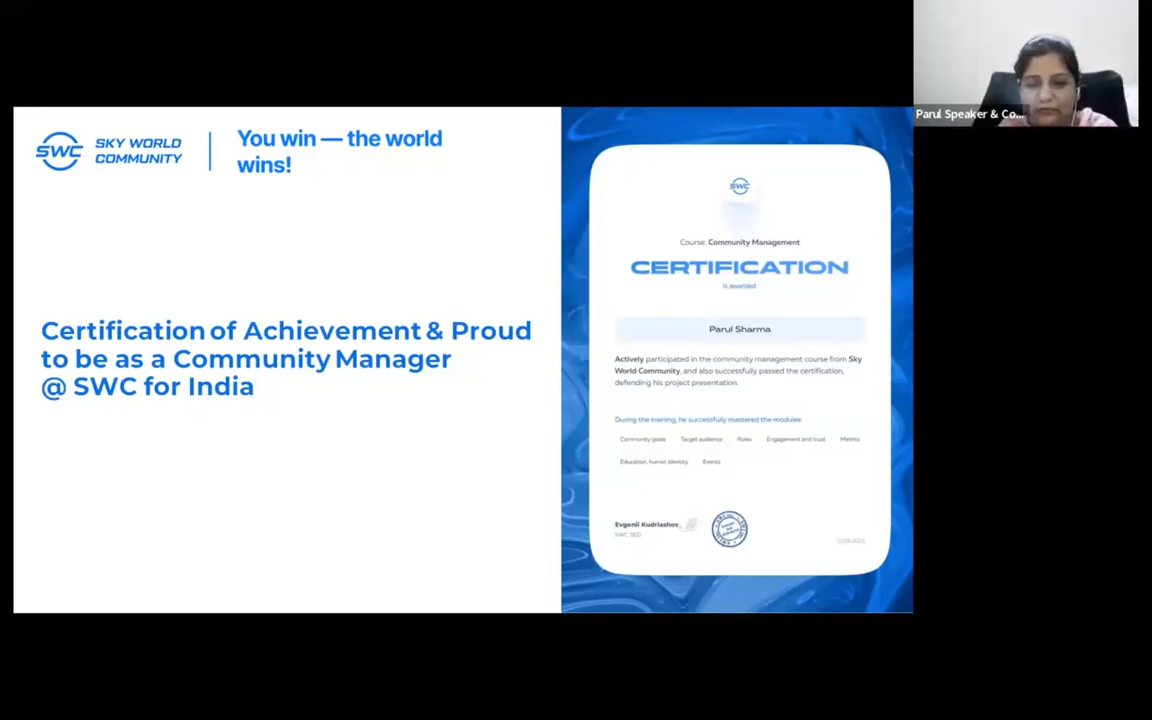 Parul Speaker & Co...
SWC
SKY WORLD
COMMUNITY
You win — the world
wins!
Certification of Achievement & Proud
to be as a Community Manager
@ SWC for India
SWC
Course: Community Management
CERTIFICATION
is awarded
Parul Sharma
Actively participated in the community management course from Sky
World Community, and also successfully passed the certification,
defending his project presentation.
During the training, he successfully mastered the modules:
Community goals Target audience Roles Engagement and trust Metrics
Education, humor, identity Events
Evgenii Kudriashov